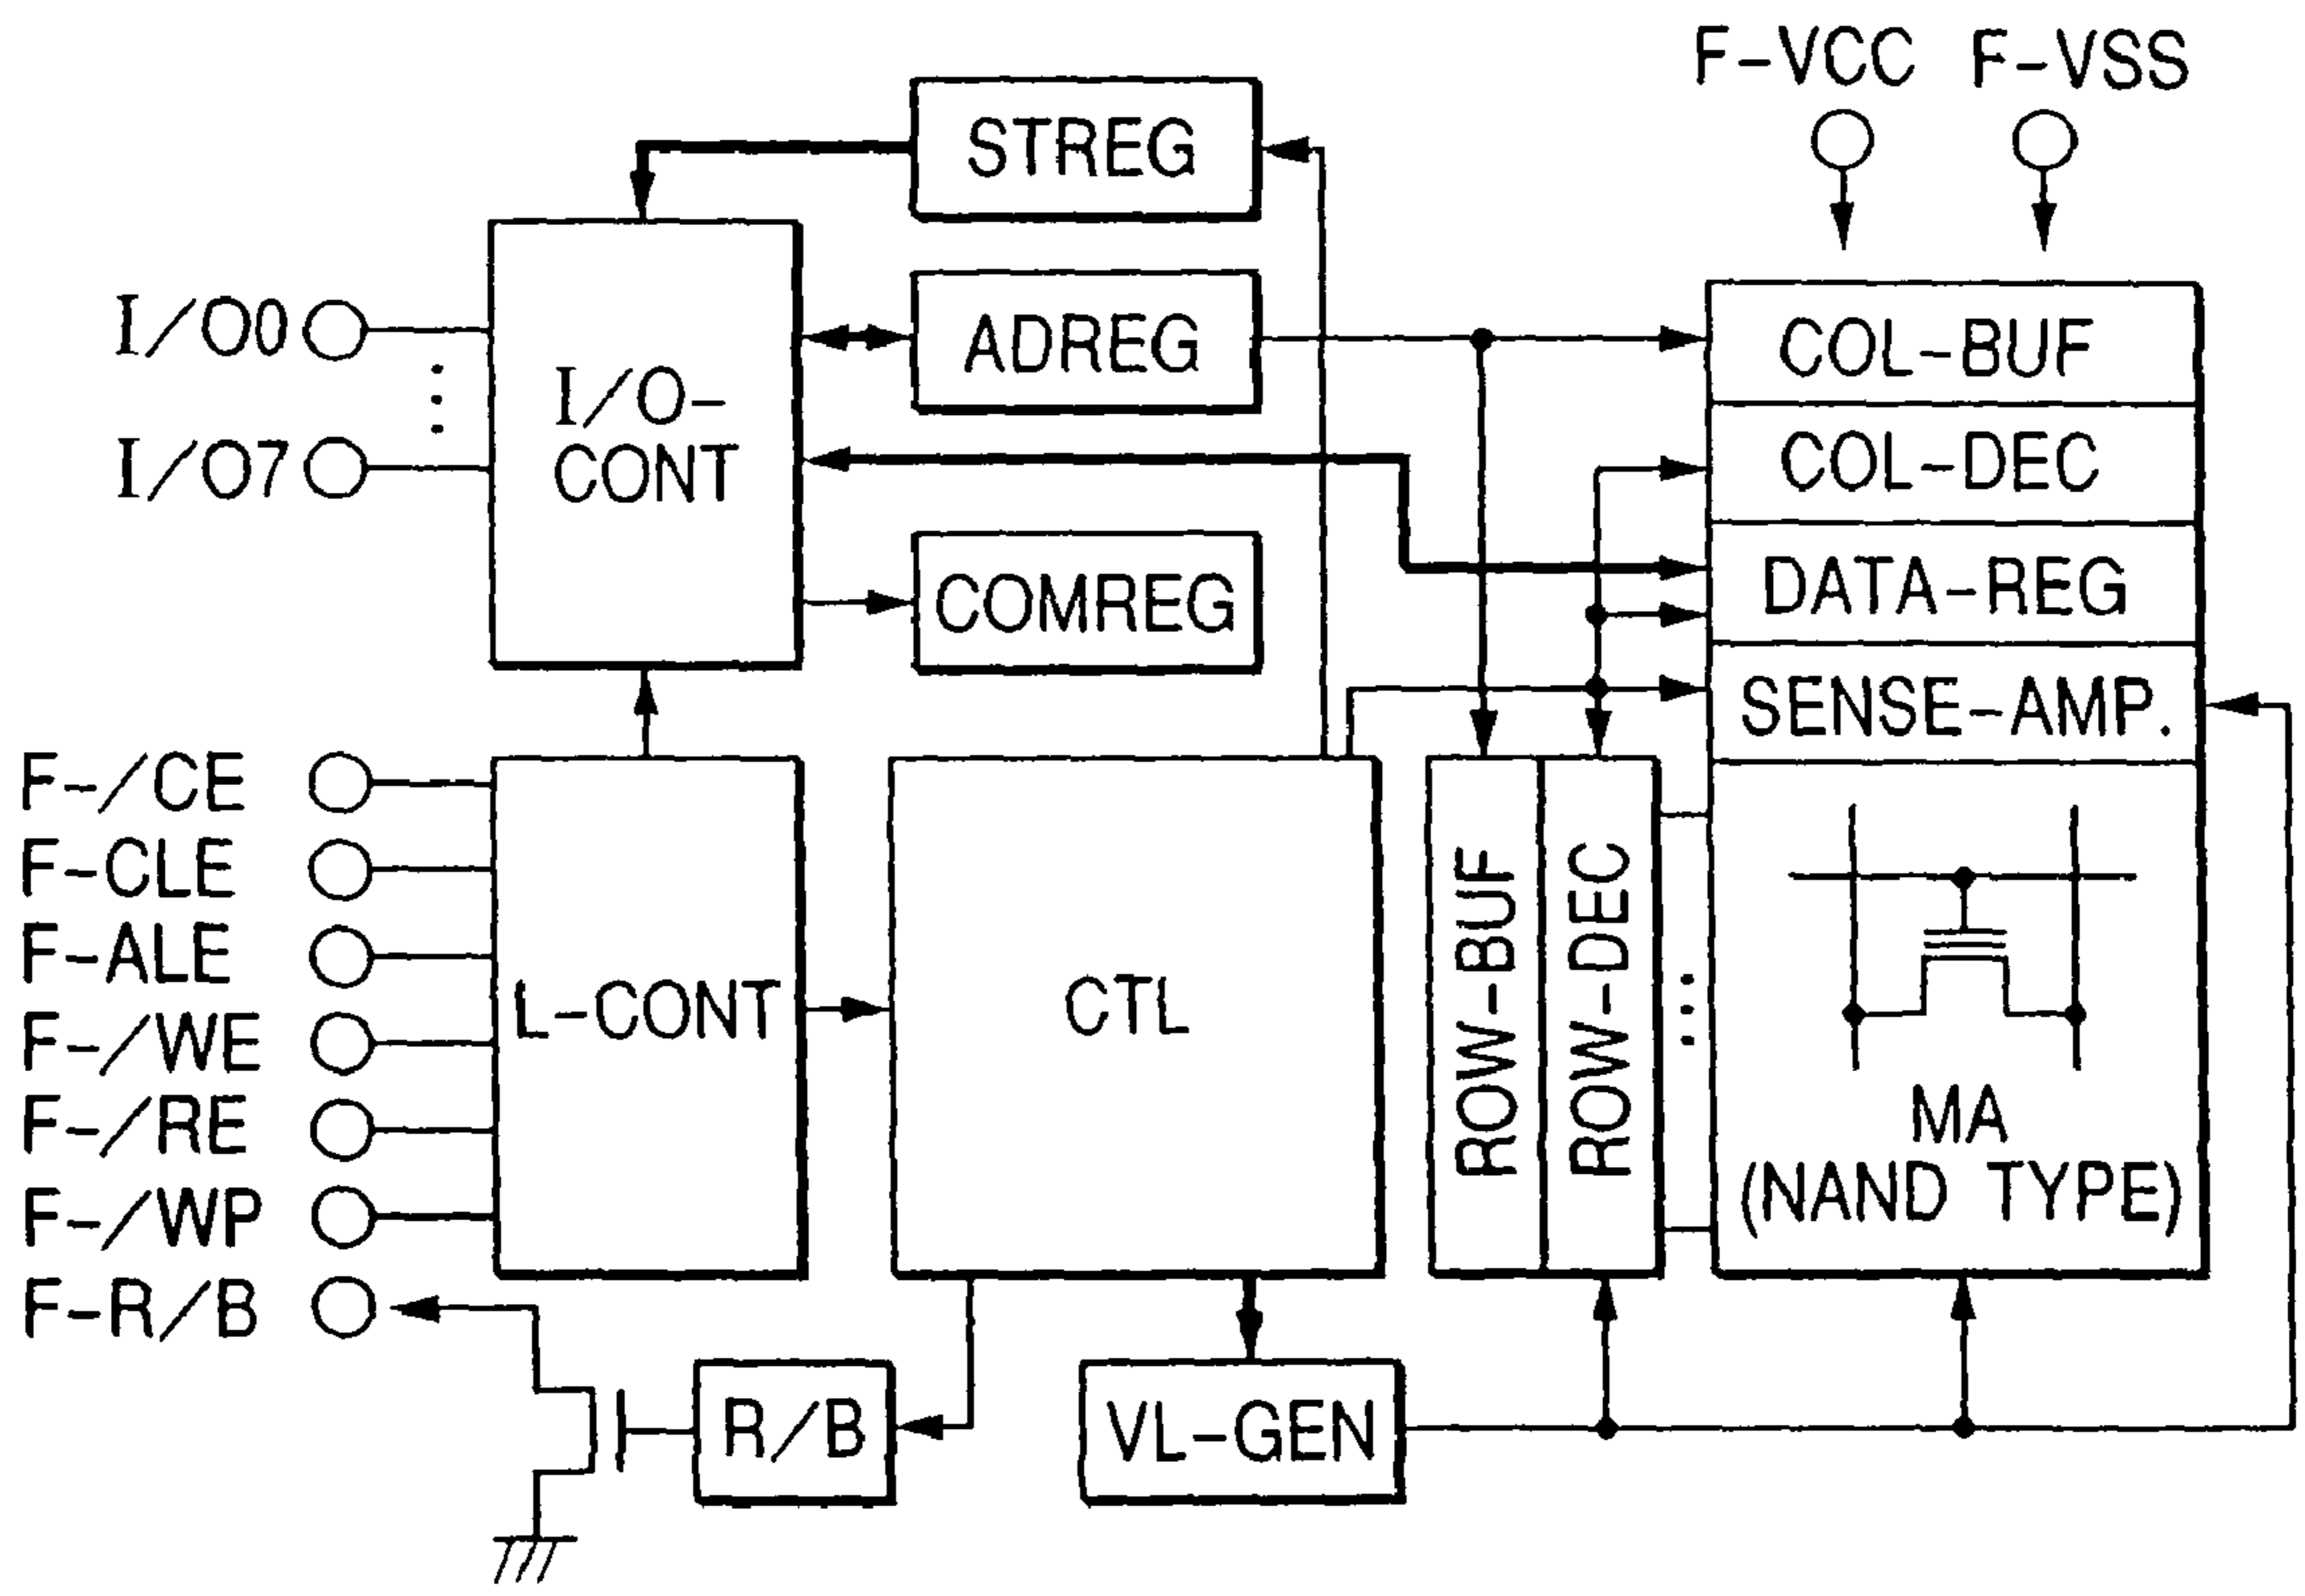 F-VCC F-VSS
STREG
I/O0
ADREG
COL-BUF
I/O-
CONT
I/O7
COL-DEC
COMREG
DATA-REG
SENSE-AMP.
F-/CE
F-CLE
F-ALE
F-/WE
F-/RE
F-/WP
F-R/B
L-CONT
CTL
ROW-BUF
ROW-DEC
MA
(NAND TYPE)
R/B
VL-GEN